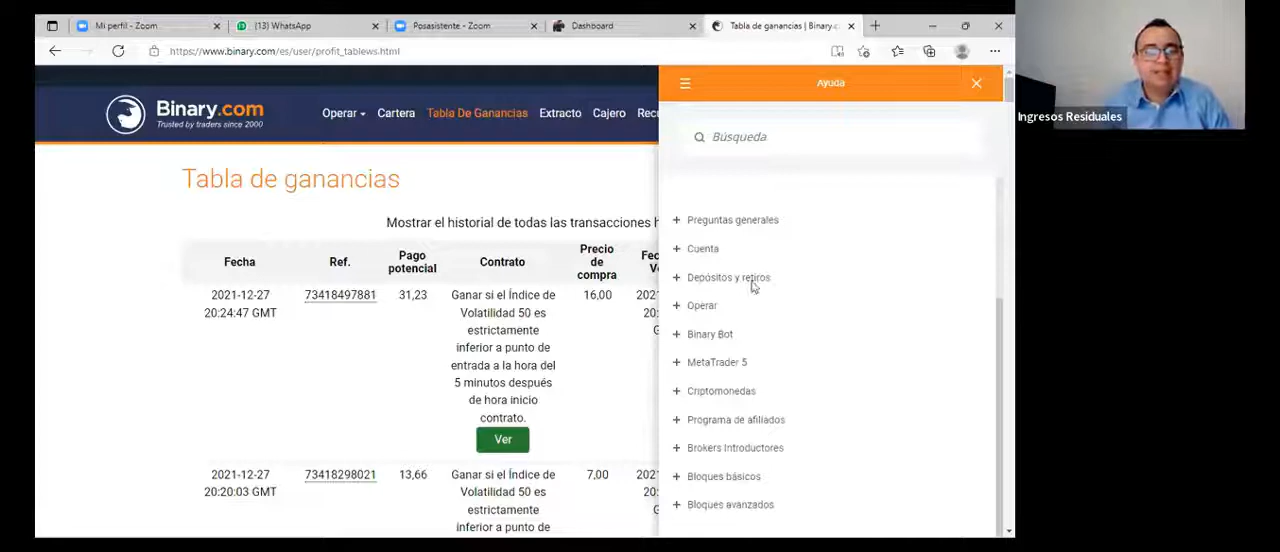 Mi perfil - Zoom
(13) WhatsApp
Posasistente - Zoom
Dashboard
Tabla de ganancias | Binary.c
https://www.binary.com/es/user/profit_tablews.html
Binary.com
Trusted by traders since 2000
Operar
Cartera
Tabla De Ganancias
Extracto
Cajero
Recu
Tabla de ganancias
Mostrar el historial de todas las transacciones h
Fecha
Ref.
Pago
potencial
Contrato
Precio
de
compra
Fec
V
2021-12-27
20:24:47 GMT
73418497881
31,23
Ganar si el Índice de
Volatilidad 50 es
estrictamente
inferior a punto de
entrada a la hora del
5 minutos después
de hora inicio
contrato.
Ver
16,00
202
20:
G
2021-12-27
20:20:03 GMT
73418298021
13,66
Ganar si el Índice de
Volatilidad 50 es
estrictamente
inferior a punto de
7,00
202
20:
Ayuda
Búsqueda
+ Preguntas generales
+ Cuenta
+ Depósitos y retiros
+ Operar
+ Binary Bot
+ MetaTrader 5
+ Criptomonedas
+ Programa de afiliados
+ Brokers Introductores
+ Bloques básicos
+ Bloques avanzados
Ingresos Residuales